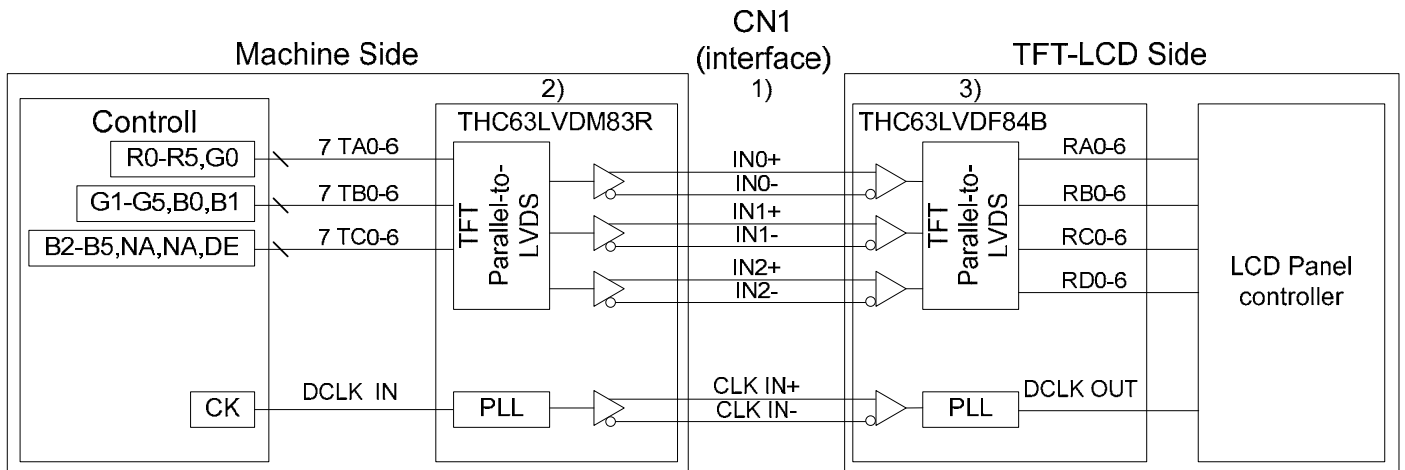 Machine Side
CN1
(interface)
1)
TFT-LCD Side
Controll
R0-R5,G0
G1-G5,B0,B1
B2-B5,NA,NA,DE
CK
7 TA0-6
7 TB0-6
7 TC0-6
DCLK IN
2)
THC63LVDM83R
TFT
Parallel-to-
LVDS
PLL
IN0+
IN0-
IN1+
IN1-
IN2+
IN2-
CLK IN+
CLK IN-
3)
THC63LVDF84B
TFT
Parallel-to-
LVDS
PLL
RA0-6
RB0-6
RC0-6
RD0-6
DCLK OUT
LCD Panel
controller